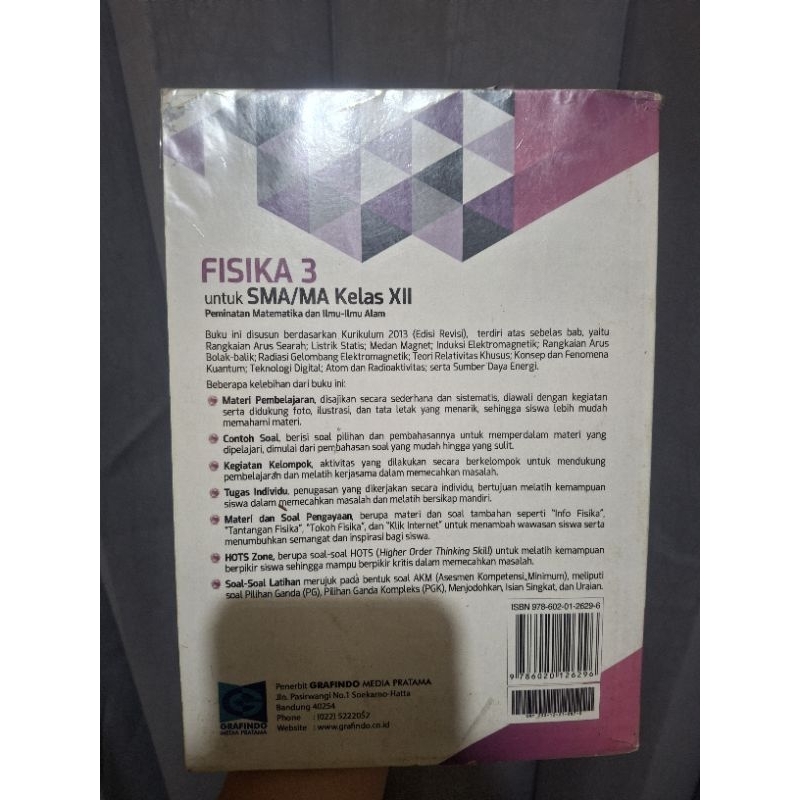 FISIKA 3
untuk SMA/MA Kelas XII
Peminatan Matematika dan Ilmu-Ilmu Alam
Buku ini disusun berdasarkan Kurikulum 2013 (Edisi Revisi), terdiri atas sebelas bab, yaitu
Rangkaian Arus Searah; Listrik Statis; Medan Magnet; Induksi Elektromagnetik; Rangkaian Arus
Bolak-balik; Radiasi Gelombang Elektromagnetik; Teori Relativitas Khusus; Konsep dan Fenomena
Kuantum; Teknologi Digital; Atom dan Radioaktivitas; serta Sumber Daya Energi.
Beberapa kelebihan dari buku ini:
Materi Pembelajaran, disajikan secara sederhana dan sistematis, diawali dengan kegiatan
serta didukung foto, ilustrasi, dan tata letak yang menarik, sehingga siswa lebih mudah
memahami materi.
Contoh Soal, berisi soal pilihan dan pembahasannya untuk memperdalam materi yang
dipelajari, dimulai dari pembahasan soal yang mudah hingga yang sulit.
Kegiatan Kelompok, aktivitas yang dilakukan secara berkelompok untuk mendukung
pembelajaran dan melatih kerjasama dalam memecahkan masalah.
Tugas Individu, penugasan yang dikerjakan secara individu, bertujuan melatih kemampuan
siswa dalam memecahkan masalah dan melatih bersikap mandiri.
Materi dan Soal Pengayaan, berupa materi dan soal tambahan seperti "Info Fisika",
"Tantangan Fisika", "Tokoh Fisika", dan "Klik Internet" untuk menambah wawasan siswa serta
menumbuhkan semangat dan inspirasi bagi siswa.
HOTS Zone, berupa soal-soal HOTS (Higher Order Thinking Skill) untuk melatih kemampuan
berpikir siswa sehingga mampu berpikir kritis dalam memecahkan masalah.
Soal-Soal Latihan merujuk pada bentuk soal AKM (Asesmen Kompetensi Minimum), meliputi
soal Pilihan Ganda (PG), Pilihan Ganda Kompleks (PGK), Menjodohkan, Isian Singkat, dan Uraian.
ISBN 978-602-01-2629-6
9 786020 126296
Penerbit GRAFINDO MEDIA PRATAMA
Jln. Pasirwangi No.1 Soekarno-Hatta
Bandung 40254
Phone : (022) 5222052
Website : www.grafindo.co.id
GRAFINDO
MEDIA PRATAMA